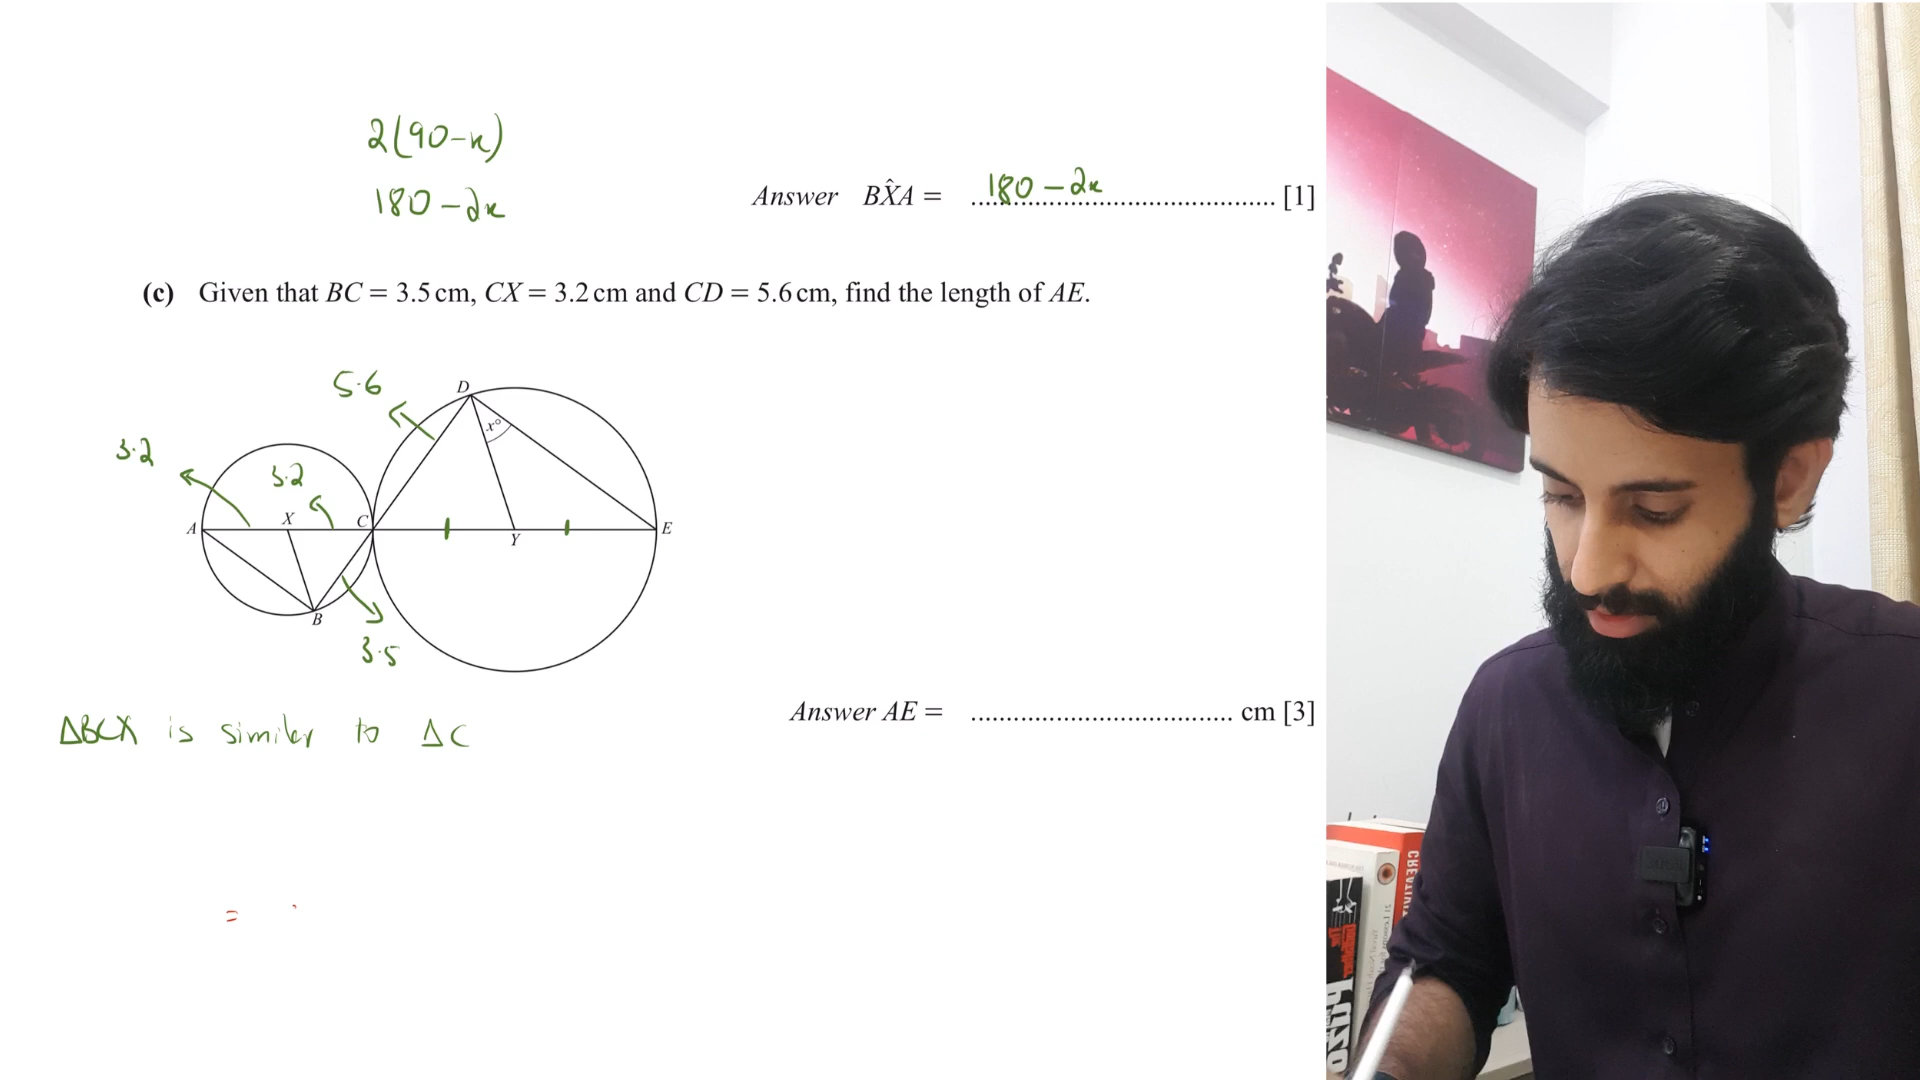 2(90-x)
180-2x
Answer BX̂A = 180-2x [1]
(c) Given that BC = 3.5 cm, CX = 3.2 cm and CD = 5.6 cm, find the length of AE.
5.6
D
x°
3.2
3.2
A X C
Y
E
B
3.5
Answer AE = .................................... cm [3]
ΔBCX is similar to ΔC
=